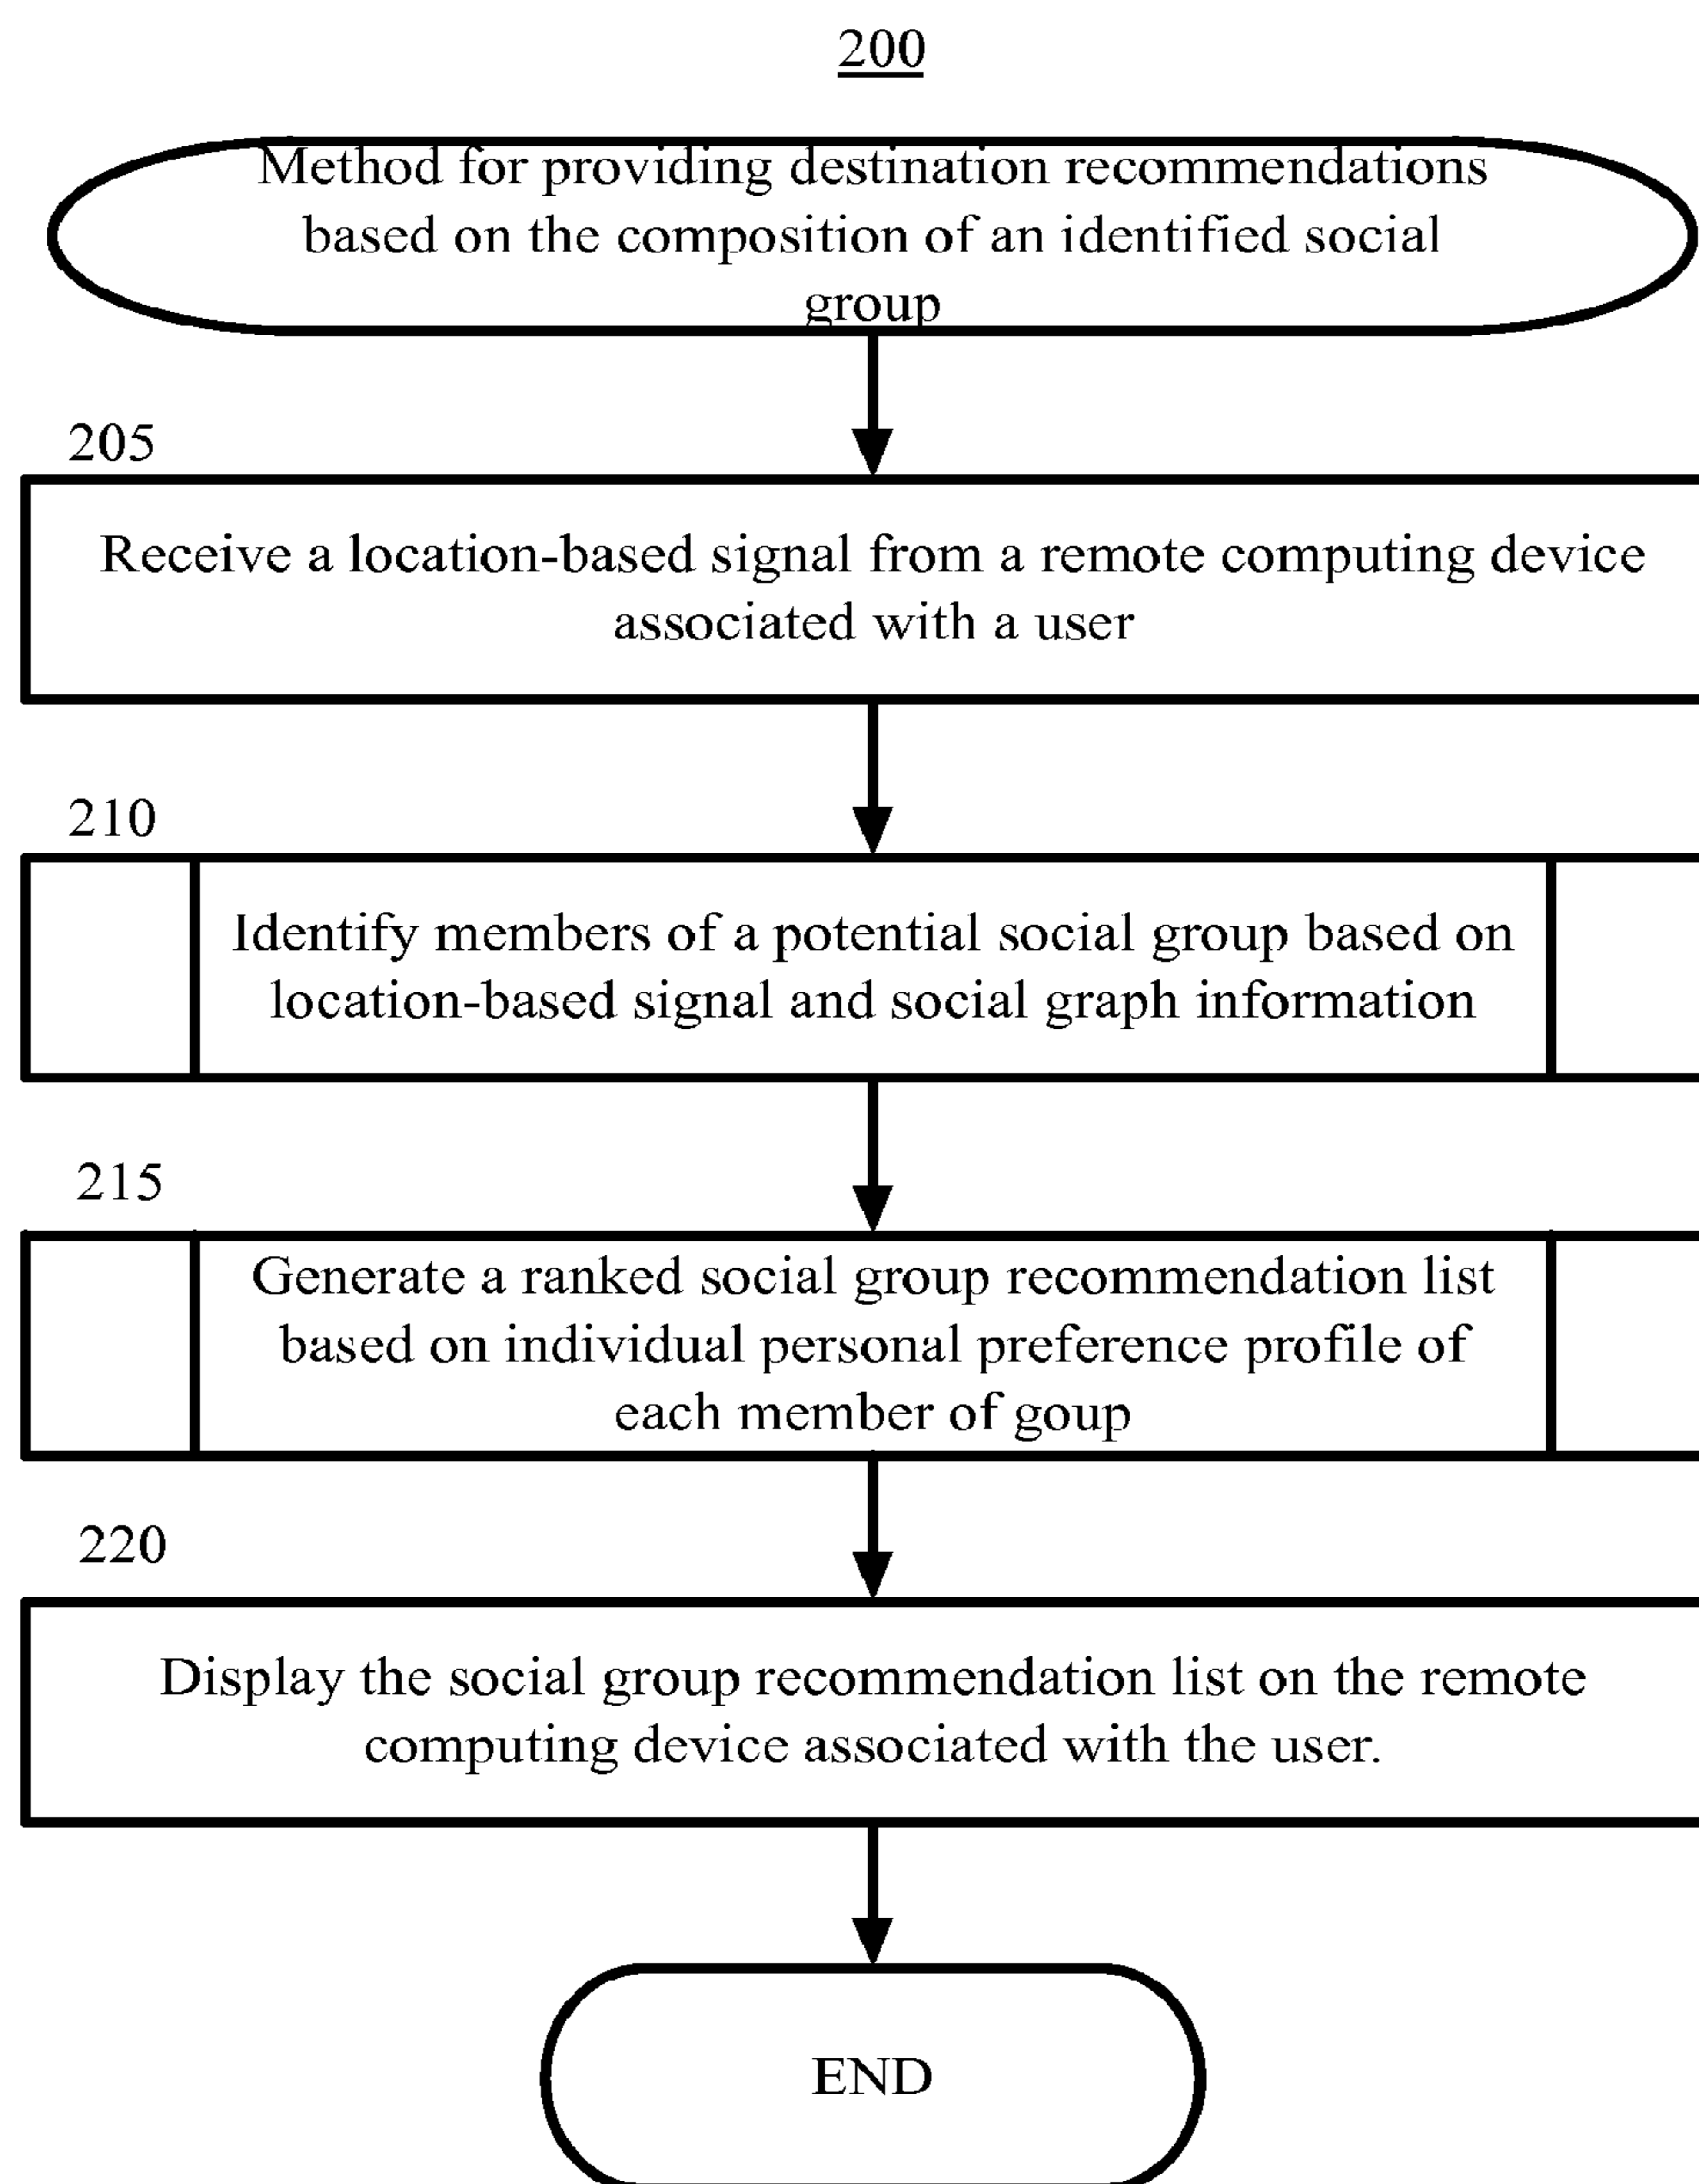 200
Method for providing destination recommendations
based on the composition of an identified social
group
205
Receive a location-based signal from a remote computing device
associated with a user
210
Identify members of a potential social group based on
location-based signal and social graph information
215
Generate a ranked social group recommendation list
based on individual personal preference profile of
each member of goup
220
Display the social group recommendation list on the remote
computing device associated with the user.
END